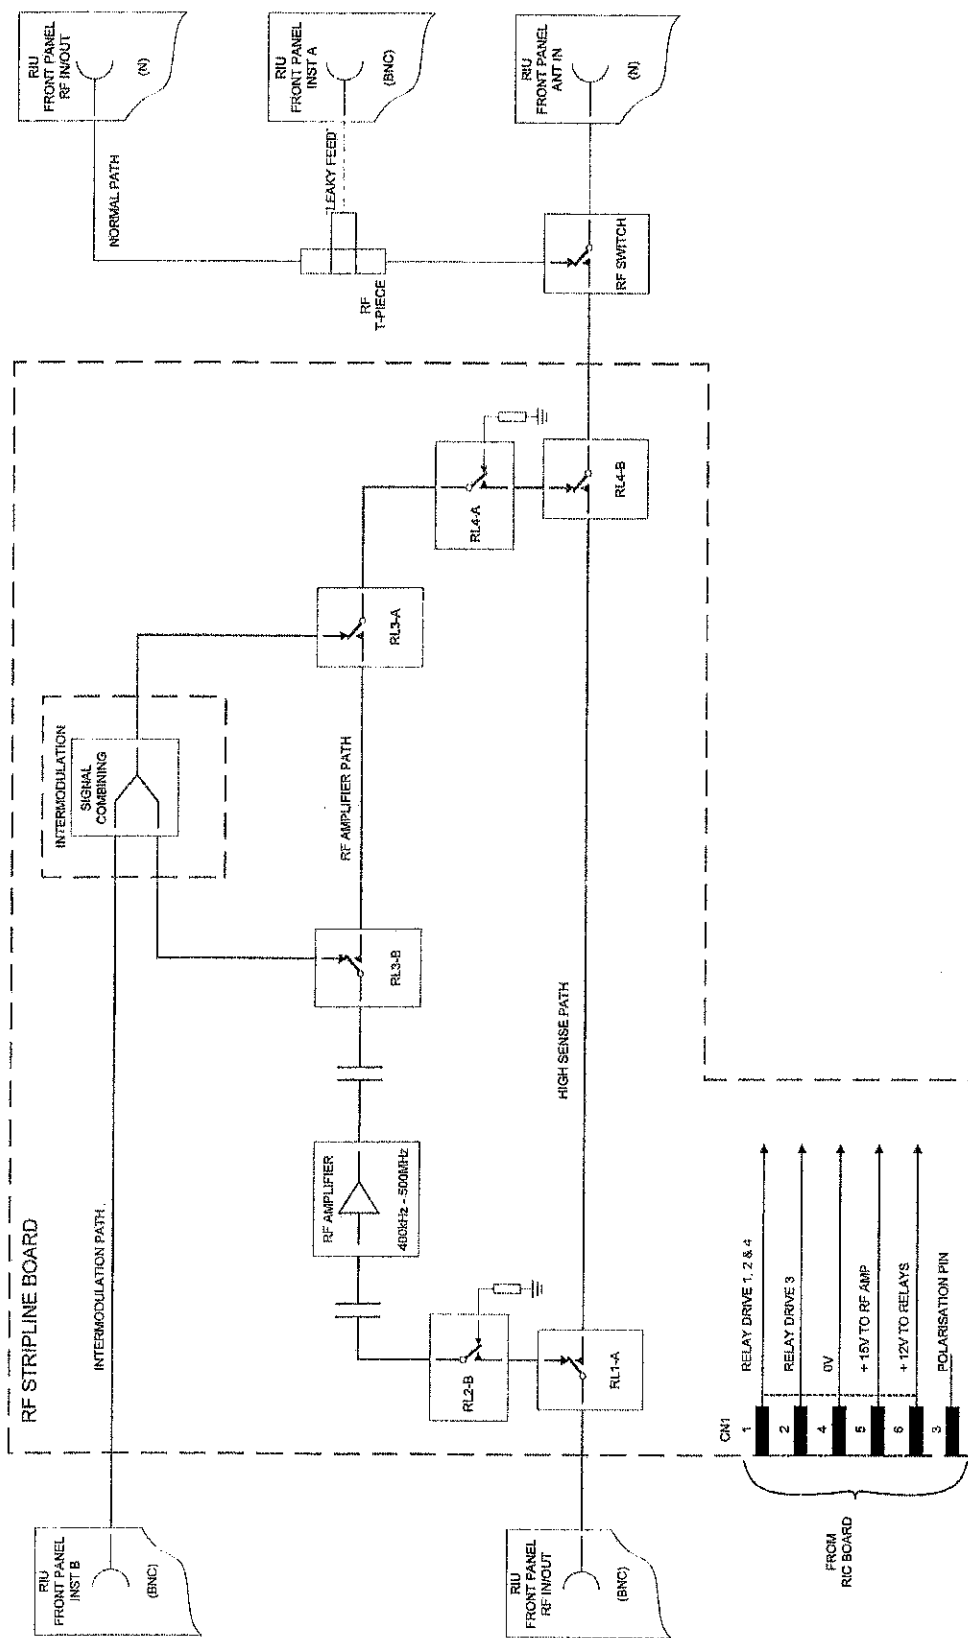 RF STRIPLINE BOARD
RIU
FRONT PANEL
INST B
(BNC)
INTERMODULATION PATH
INTERMODULATION
SIGNAL
COMBINING
RIU
FRONT PANEL
RF IN/OUT
(N)
NORMAL PATH
RIU
FRONT PANEL
INST A
(BNC)
'LEAKY FEED'
RF
T-PIECE
RF AMPLIFIER
400kHz - 500MHz
RL3-B
RF AMPLIFIER PATH
RL3-A
RL2-B
RL4-A
RIU
FRONT PANEL
RF IN/OUT
(BNC)
RL1-A
HIGH SENSE PATH
RL4-B
RF SWITCH
RIU
FRONT PANEL
ANT IN
(N)
CN1
1 RELAY DRIVE 1, 2 & 4
2 RELAY DRIVE 3
4 0V
5 + 15V TO RF AMP
6 + 12V TO RELAYS
3 POLARISATION PIN
FROM
RIC BOARD